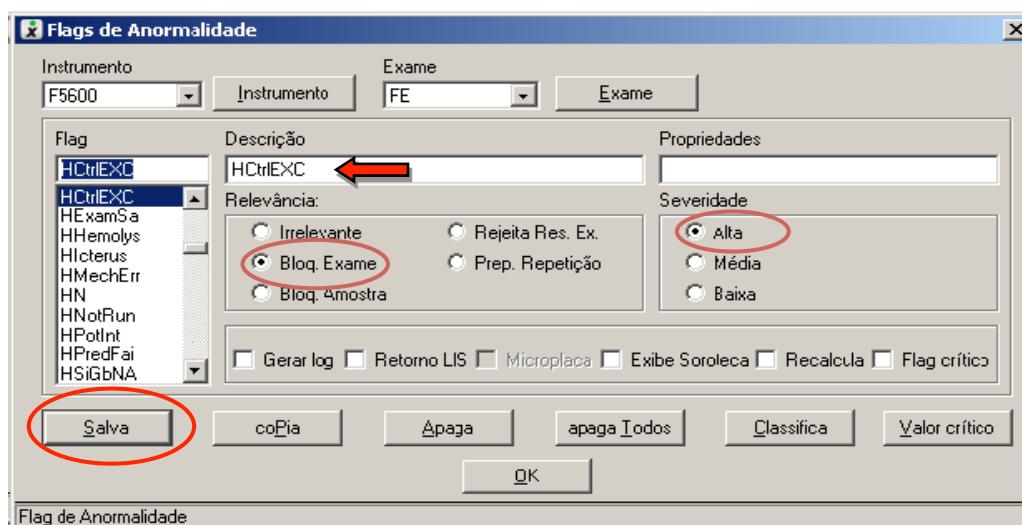 Flags de Anormalidade
Instrumento Exame
F5600 Instrumento FE Exame
Flag Descrição Propriedades
HCtrlEXC HCtrlEXC
HCtrlEXC
HExamSa
HHemolys
HIcterus
HMechErr
HN
HNotRun
HPotInt
HPredFai
HSiGbNA
Relevância:
Irrelevante Rejeita Res. Ex.
Bloq. Exame Prep. Repetição
Bloq. Amostra
Severidade
Alta
Média
Baixa
Gerar log Retorno LIS Microplaca Exibe Soroteca Recalcula Flag crítico
Salva coPia Apaga apaga Todos Classifica Valor crítico
OK
Flag de Anormalidade